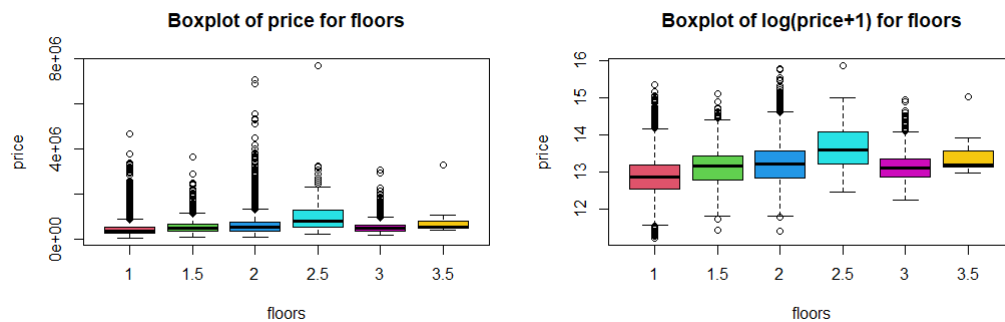 Boxplot of price for floors
price
8e+06
4e+06
0e+00
1 1.5 2 2.5 3 3.5
floors
Boxplot of log(price+1) for floors
price
16
15
14
13
12
1 1.5 2 2.5 3 3.5
floors